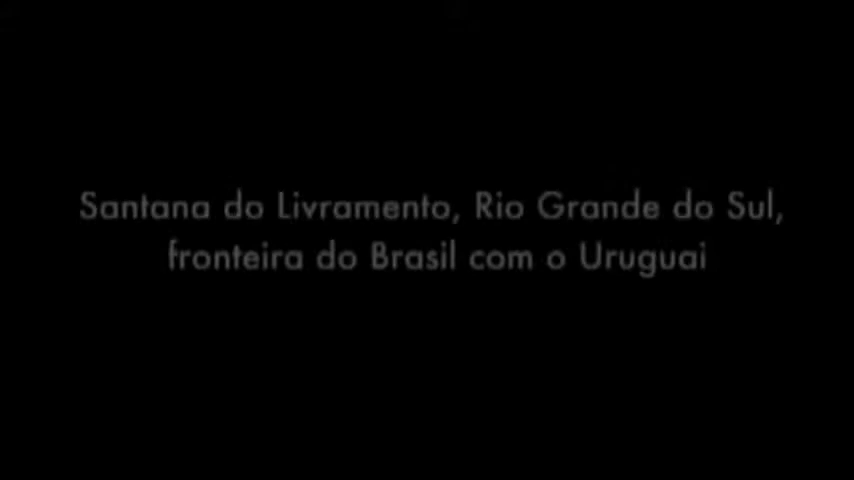 Santana do Livramento, Rio Grande do Sul,
fronteira do Brasil com o Uruguai